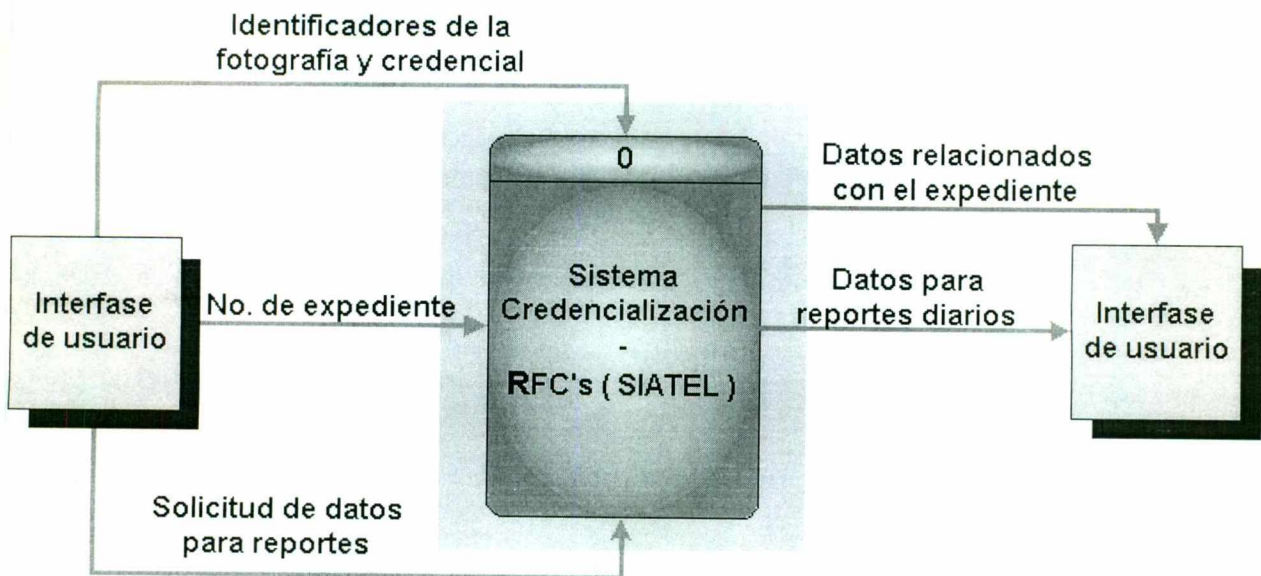 Identificadores de la
fotografía y credencial
0
Datos relacionados
con el expediente
Interfase
de usuario
No. de expediente
Sistema
Credencialización
-
RFC's ( SIATEL )
Datos para
reportes diarios
Interfase
de usuario
Solicitud de datos
para reportes